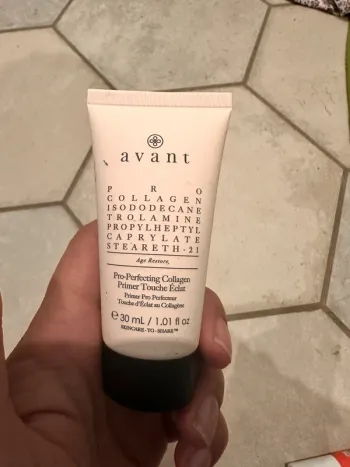 avant
PRO
COLLAGEN
ISODODECANE
TROLAMINE
PROPYLHEPTYL
CAPRYLATE
STEARETH-21
Age Restore.
Pro-Perfecting Collagen
Primer Touche Éclat
Primer Pro Perfecteur
Touche d'Éclat au Collagène
℮ 30 mL / 1.01 fl oz
SKINCARE-TO-SHARE™